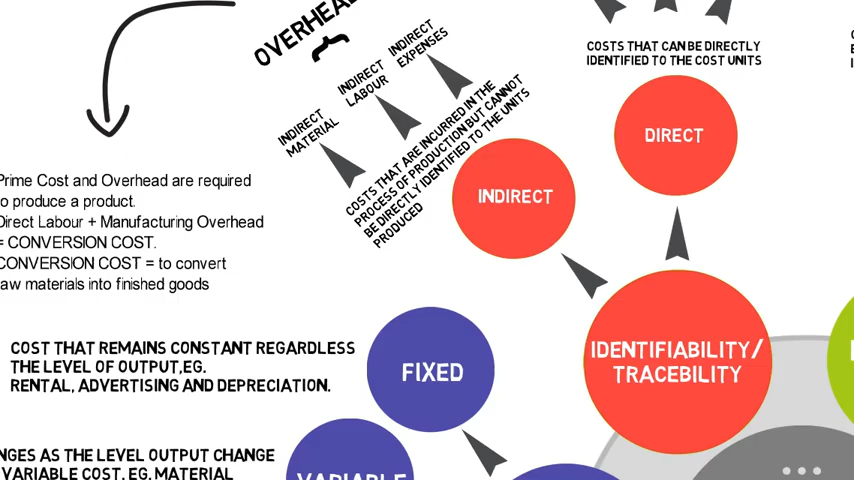 OVERHEA
INDIRECT
EXPENSES
INDIRECT
LABOUR
INDIRECT
MATERIAL
COSTS THAT ARE INCURRED IN THE
PROCESS OF PRODUCTION BUT CANNOT
BE DIRECTLY IDENTIFIED TO THE UNITS
PRODUCED
COSTS THAT CAN BE DIRECTLY
IDENTIFIED TO THE COST UNITS
DIRECT
INDIRECT
Prime Cost and Overhead are required
to produce a product.
Direct Labour + Manufacturing Overhead
= CONVERSION COST.
CONVERSION COST = to convert
raw materials into finished goods
IDENTIFIABILITY/
TRACEBILITY
COST THAT REMAINS CONSTANT REGARDLESS
THE LEVEL OF OUTPUT,EG.
RENTAL, ADVERTISING AND DEPRECIATION.
FIXED
NGES AS THE LEVEL OUTPUT CHANGE
VARIABLE COST. EG. MATERIAL
VARIABLE